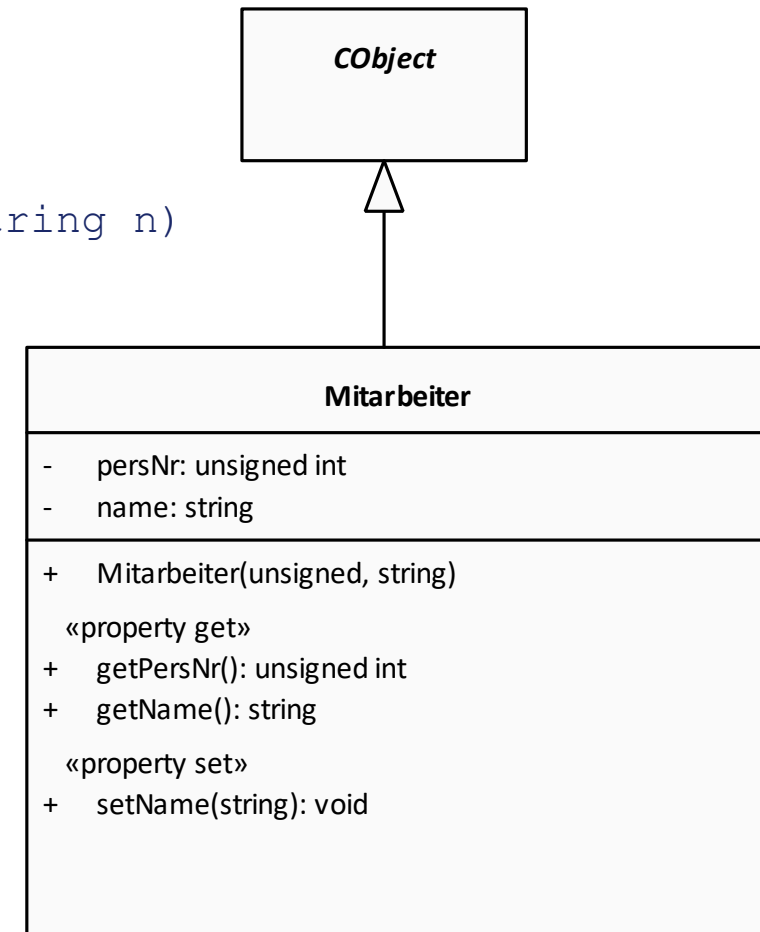 CObject
ring n)
Mitarbeiter
- persNr: unsigned int
- name: string
+ Mitarbeiter(unsigned, string)
«property get»
+ getPersNr(): unsigned int
+ getName(): string
«property set»
+ setName(string): void